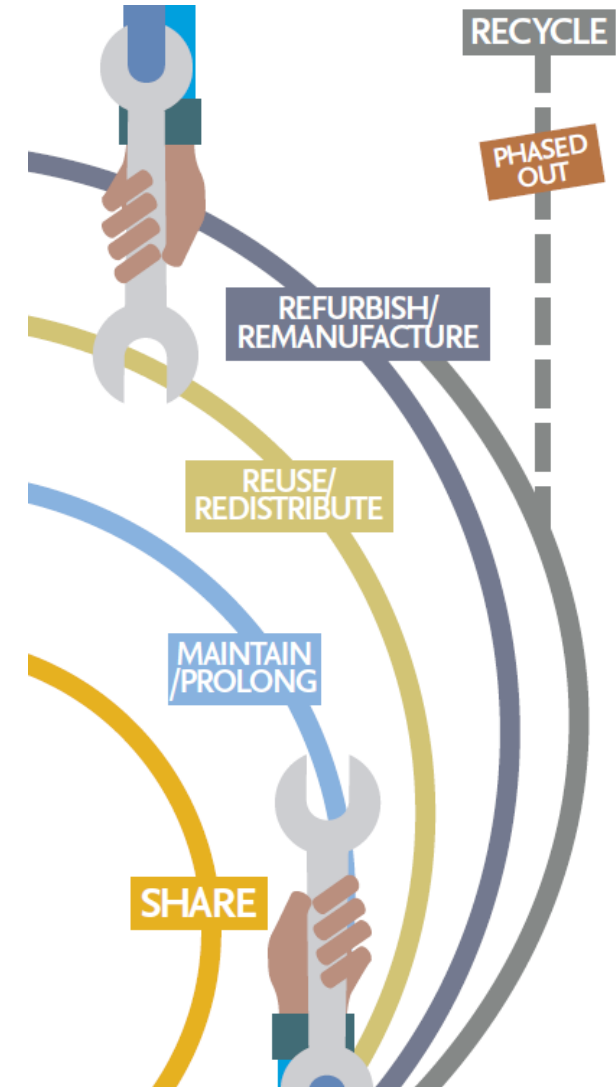 RECYCLE
PHASED
OUT
REFURBISH/
REMANUFACTURE
REUSE/
REDISTRIBUTE
MAINTAIN
/PROLONG
SHARE